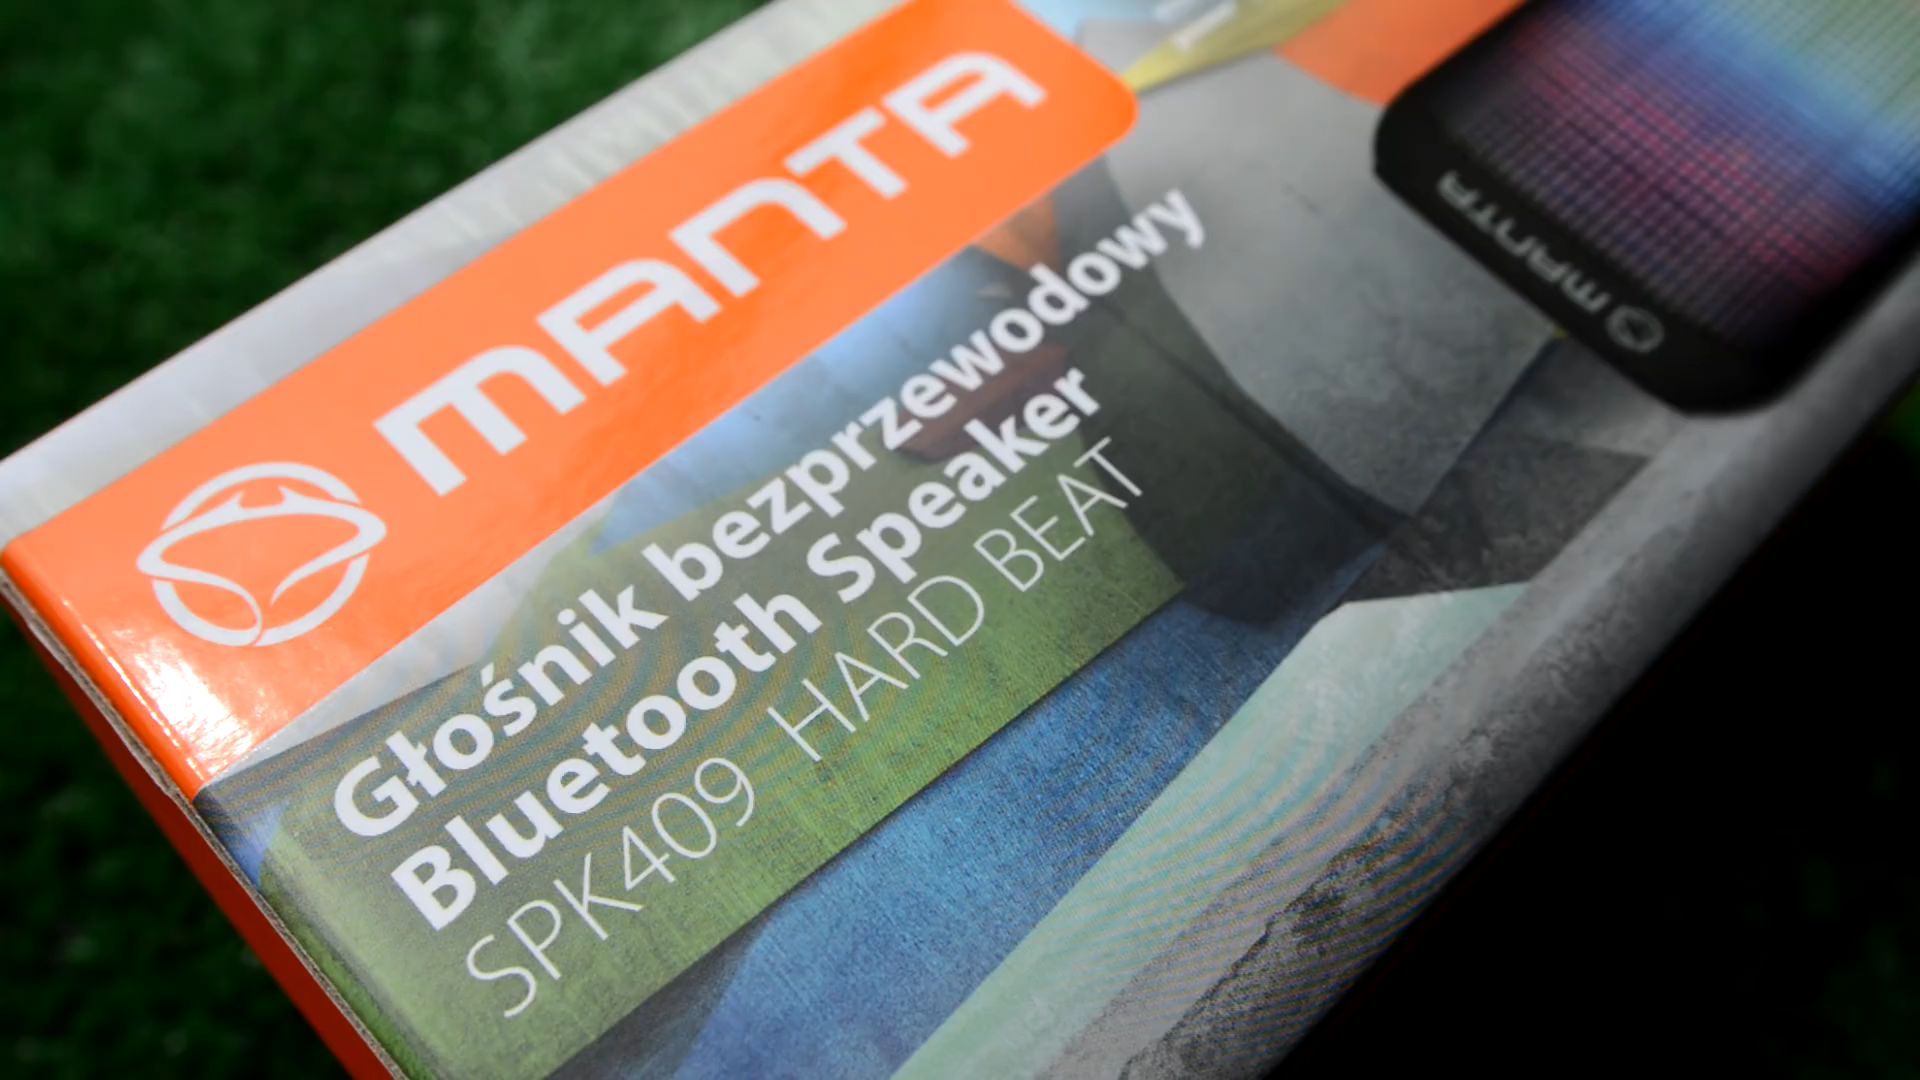 MANTA
Głośnik bezprzewodowy
Bluetooth Speaker
SPK409 HARD BEAT
MANTA